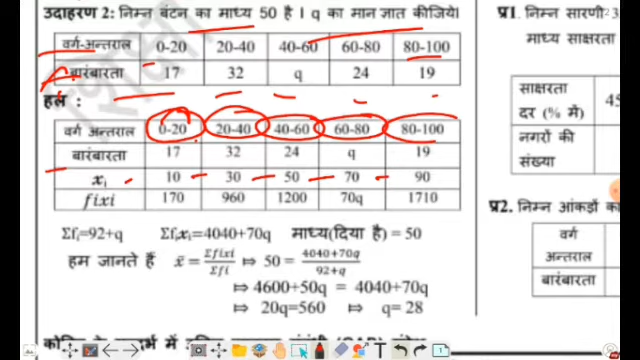 उदाहरण 2: निम्न बंटन का माध्य 50 है। q का मान ज्ञात कीजिये।
वर्ग-अन्तराल 0-20 20-40 40-60 60-80 80-100
बारंबारता 17 32 q 24 19
हल :
वर्ग अन्तराल 0-20 20-40 40-60 60-80 80-100
बारंबारता 17 32 24 q 19
xi 10 30 50 70 90
fixi 170 960 1200 70q 1710
Σfi=92+q Σfixi=4040+70q माध्य (दिया है) = 50
हम जानते हैं x̄ = Σfixi/Σfi ⇒ 50 = 4040+70q/92+q
⇒ 4600+50q = 4040+70q
⇒ 20q=560 ⇒ q= 28
प्र1. निम्न सारणी 3
माध्य साक्षरता
साक्षरता
दर (% में) 45
नगरों की
संख्या
प्र2. निम्न आंकड़ों का
वर्ग
अन्तराल
बारंबारता
शिक्षा